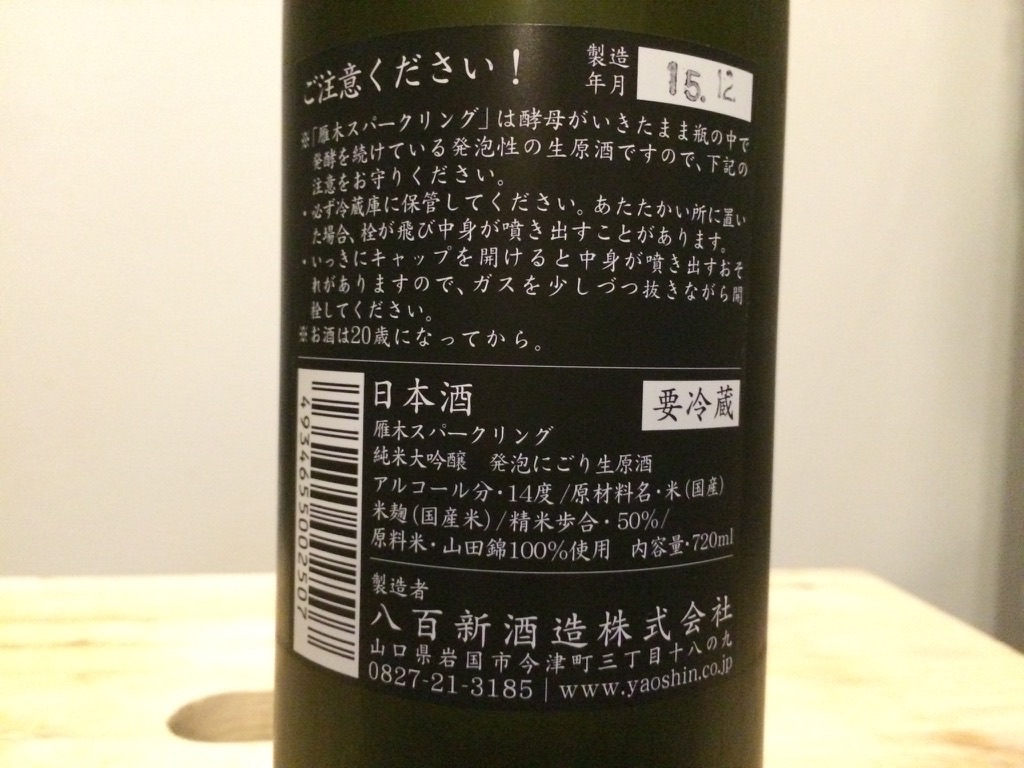 ご注意ください！
製造
年月
15.12
※「雁木スパークリング」は酵母がいきたまま瓶の中で
発酵を続けている発泡性の生原酒ですので、下記の
注意をお守りください。
・必ず冷蔵庫に保管してください。あたたかい所に置い
た場合、栓が飛び中身が噴き出すことがあります。
・いっきにキャップを開けると中身が噴き出すおそ
れがありますので、ガスを少しづつ抜きながら開
栓してください。
※お酒は20歳になってから。
日本酒
要冷蔵
雁木スパークリング
純米大吟醸　発泡にごり生原酒
アルコール分・14度/原材料名・米(国産)
米麹(国産米)/精米歩合・50%/
原料米・山田錦100%使用　内容量・720ml
4934655002507
製造者
八百新酒造株式会社
山口県岩国市今津町三丁目十八の九
0827-21-3185 | www.yaoshin.co.jp